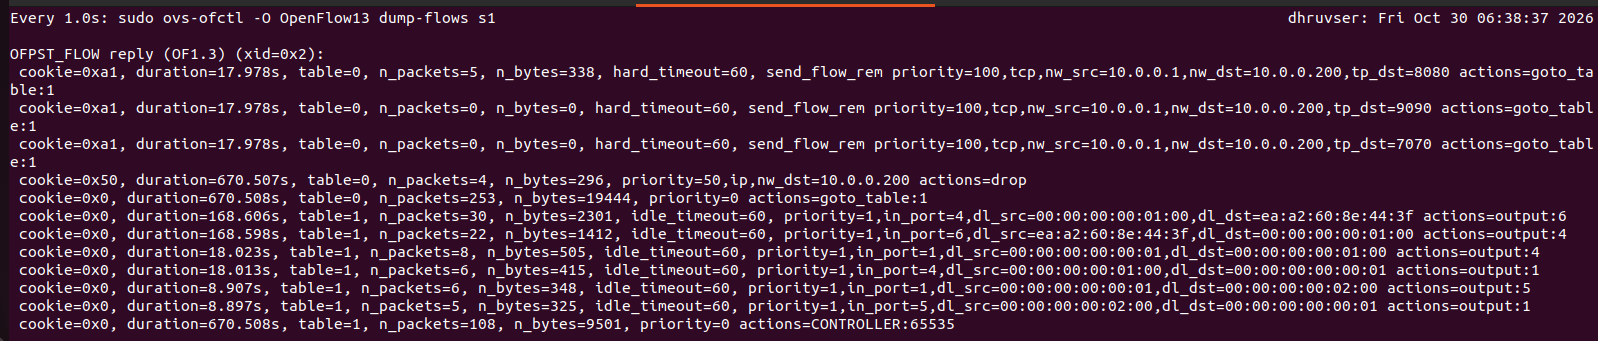 Every 1.0s: sudo ovs-ofctl -O OpenFlow13 dump-flows s1 dhruvser: Fri Oct 30 06:38:37 2026
OFPST_FLOW reply (OF1.3) (xid=0x2):
cookie=0xa1, duration=17.978s, table=0, n_packets=5, n_bytes=338, hard_timeout=60, send_flow_rem priority=100,tcp,nw_src=10.0.0.1,nw_dst=10.0.0.200,tp_dst=8080 actions=goto_ta
ble:1
cookie=0xa1, duration=17.978s, table=0, n_packets=0, n_bytes=0, hard_timeout=60, send_flow_rem priority=100,tcp,nw_src=10.0.0.1,nw_dst=10.0.0.200,tp_dst=9090 actions=goto_tabl
e:1
cookie=0xa1, duration=17.978s, table=0, n_packets=0, n_bytes=0, hard_timeout=60, send_flow_rem priority=100,tcp,nw_src=10.0.0.1,nw_dst=10.0.0.200,tp_dst=7070 actions=goto_tabl
e:1
cookie=0x50, duration=670.507s, table=0, n_packets=4, n_bytes=296, priority=50,ip,nw_dst=10.0.0.200 actions=drop
cookie=0x0, duration=670.508s, table=0, n_packets=253, n_bytes=19444, priority=0 actions=goto_table:1
cookie=0x0, duration=168.606s, table=1, n_packets=30, n_bytes=2301, idle_timeout=60, priority=1,in_port=4,dl_src=00:00:00:00:01:00,dl_dst=ea:a2:60:8e:44:3f actions=output:6
cookie=0x0, duration=168.598s, table=1, n_packets=22, n_bytes=1412, idle_timeout=60, priority=1,in_port=6,dl_src=ea:a2:60:8e:44:3f,dl_dst=00:00:00:00:01:00 actions=output:4
cookie=0x0, duration=18.023s, table=1, n_packets=8, n_bytes=505, idle_timeout=60, priority=1,in_port=1,dl_src=00:00:00:00:00:01,dl_dst=00:00:00:00:01:00 actions=output:4
cookie=0x0, duration=18.013s, table=1, n_packets=6, n_bytes=415, idle_timeout=60, priority=1,in_port=4,dl_src=00:00:00:00:01:00,dl_dst=00:00:00:00:00:01 actions=output:1
cookie=0x0, duration=8.907s, table=1, n_packets=6, n_bytes=348, idle_timeout=60, priority=1,in_port=1,dl_src=00:00:00:00:00:01,dl_dst=00:00:00:00:02:00 actions=output:5
cookie=0x0, duration=8.897s, table=1, n_packets=5, n_bytes=325, idle_timeout=60, priority=1,in_port=5,dl_src=00:00:00:00:02:00,dl_dst=00:00:00:00:00:01 actions=output:1
cookie=0x0, duration=670.508s, table=1, n_packets=108, n_bytes=9501, priority=0 actions=CONTROLLER:65535